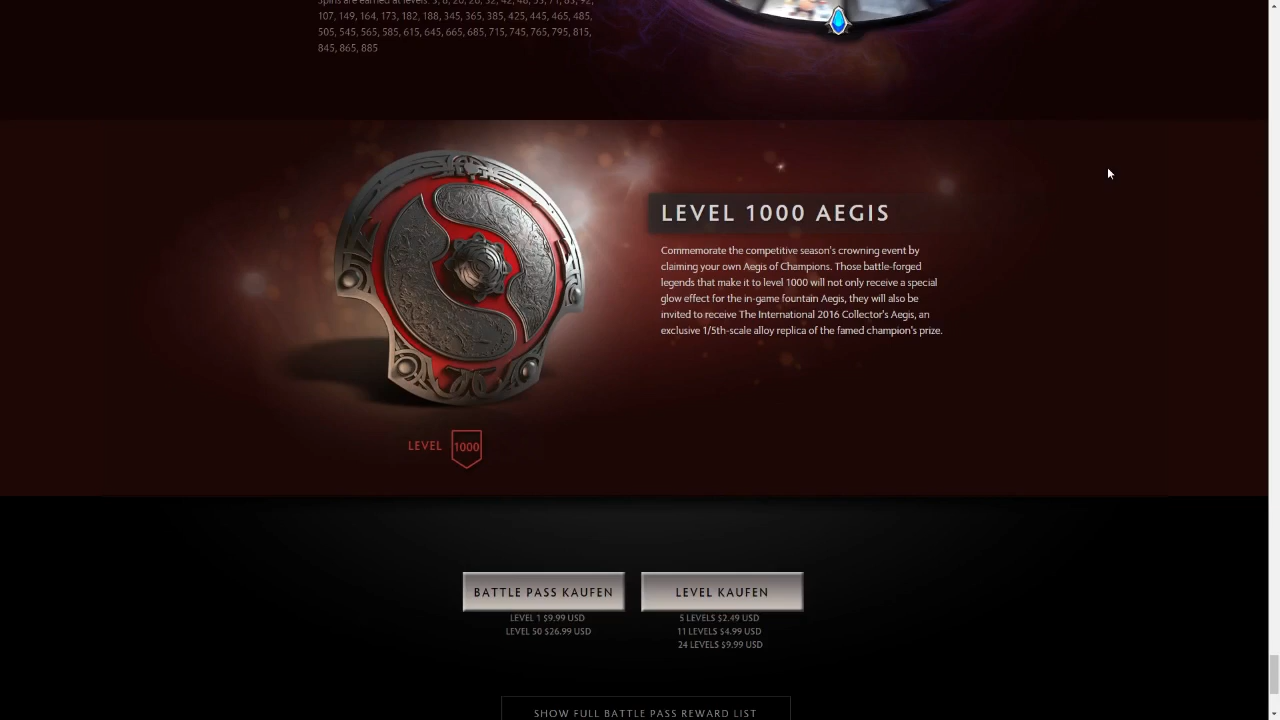 107, 149, 164, 173, 182, 188, 345, 365, 385, 425, 445, 465, 485,
505, 545, 565, 585, 615, 645, 665, 685, 715, 745, 765, 795, 815,
845, 865, 885
LEVEL 1000 AEGIS
Commemorate the competitive season's crowning event by
claiming your own Aegis of Champions. Those battle-forged
legends that make it to level 1000 will not only receive a special
glow effect for the in-game fountain Aegis, they will also be
invited to receive The International 2016 Collector's Aegis, an
exclusive 1/5th-scale alloy replica of the famed champion's prize.
LEVEL 1000
BATTLE PASS KAUFEN
LEVEL 1 $9.99 USD
LEVEL 50 $26.99 USD
LEVEL KAUFEN
5 LEVELS $2.49 USD
11 LEVELS $4.99 USD
24 LEVELS $9.99 USD
SHOW FULL BATTLE PASS REWARD LIST